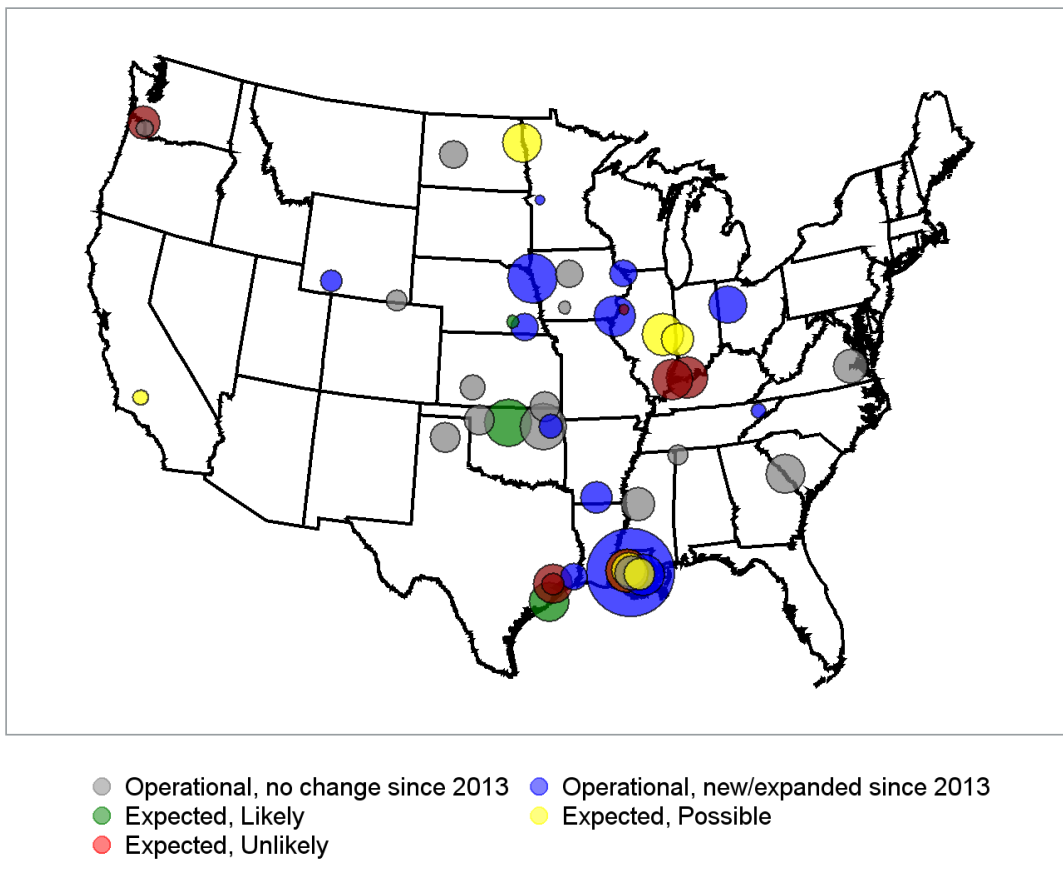 Operational, no change since 2013
Operational, new/expanded since 2013
Expected, Likely
Expected, Possible
Expected, Unlikely